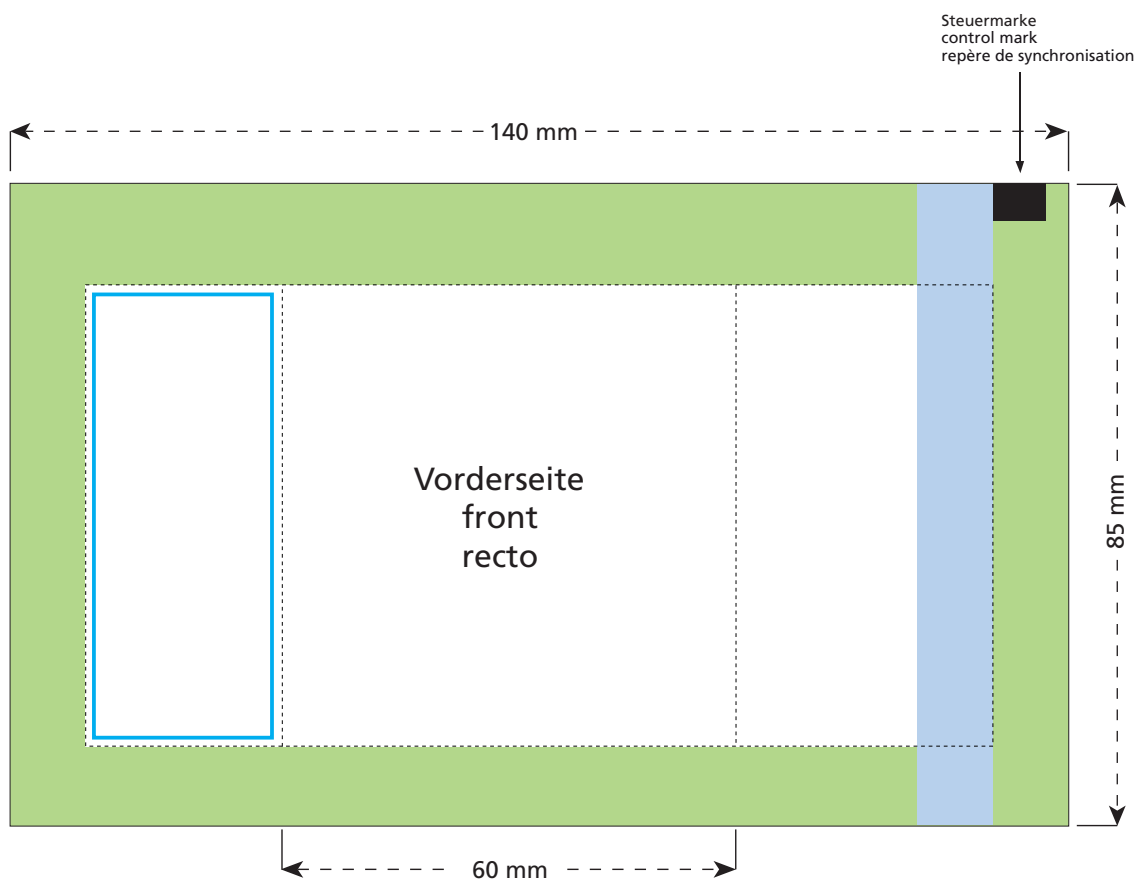 Steuermarke
control mark
repère de synchronisation
140 mm
Vorderseite
front
recto
85 mm
60 mm